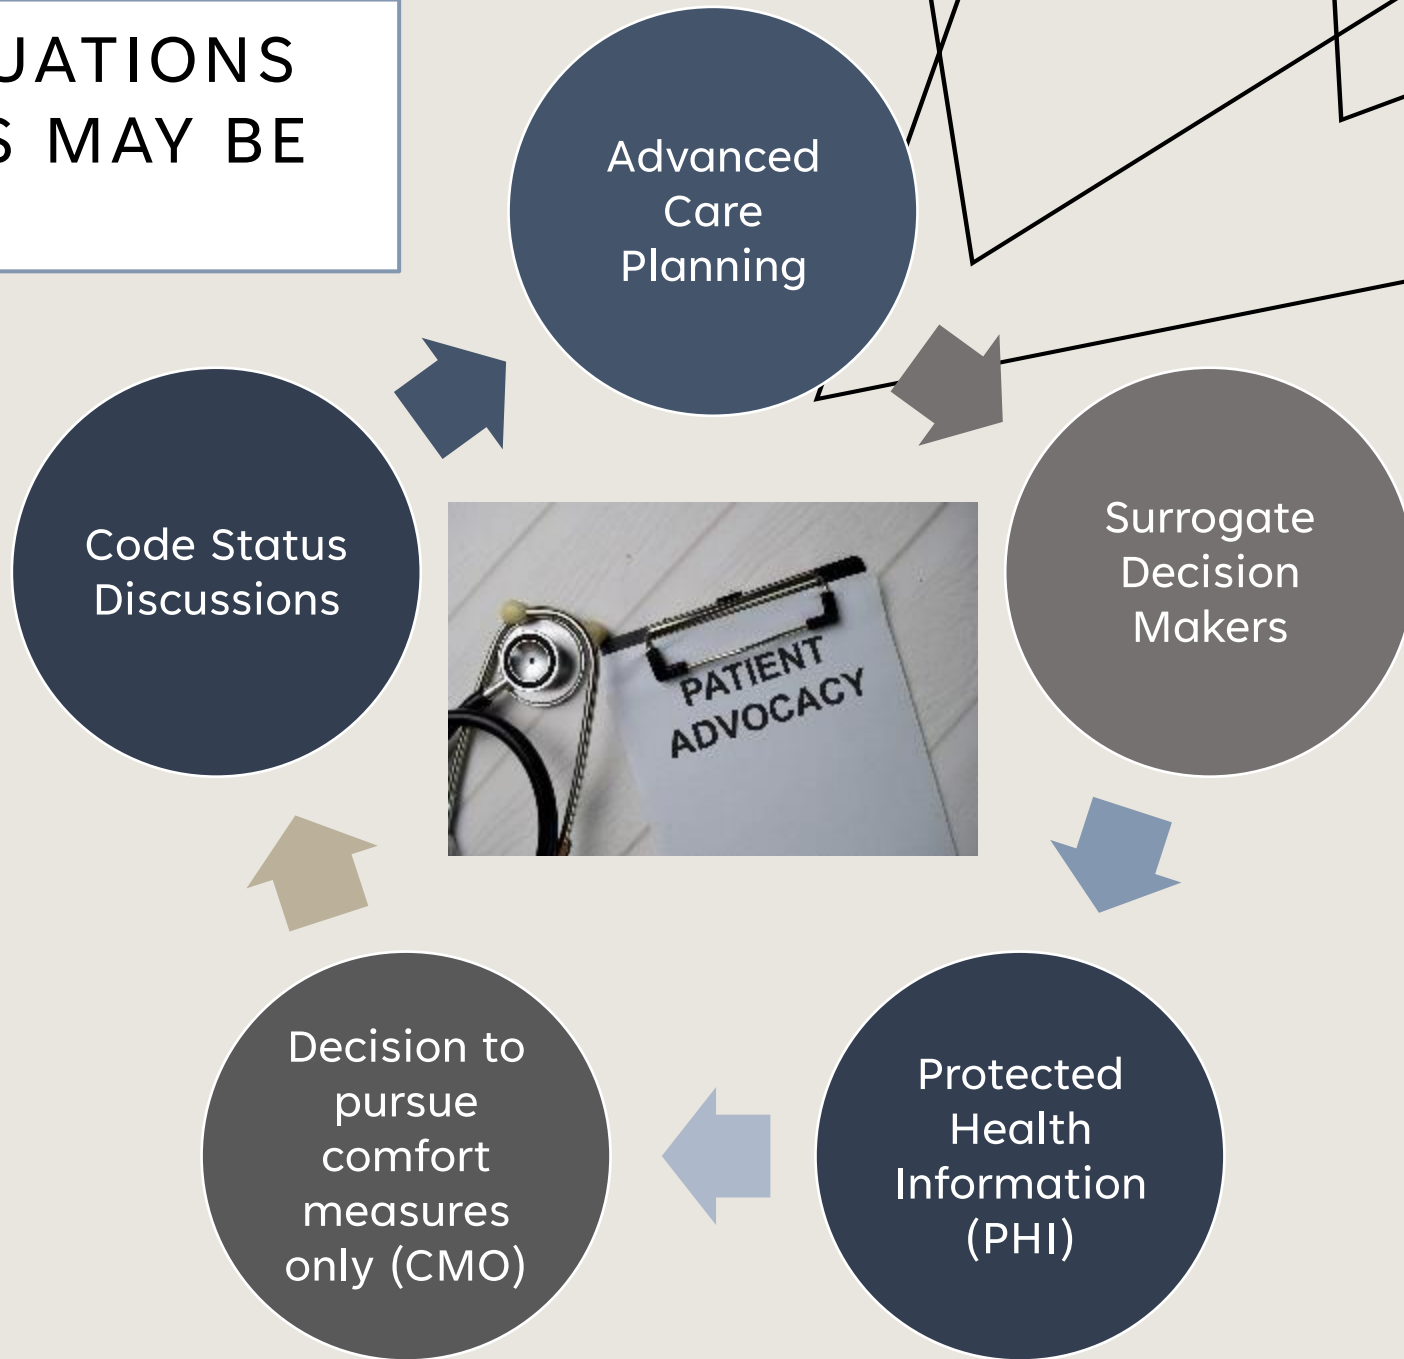 UATIONS
S MAY BE
Advanced
Care
Planning
Surrogate
Decision
Makers
Protected
Health
Information
(PHI)
Decision to
pursue
comfort
measures
only (CMO)
Code Status
Discussions
PATIENT
ADVOCACY